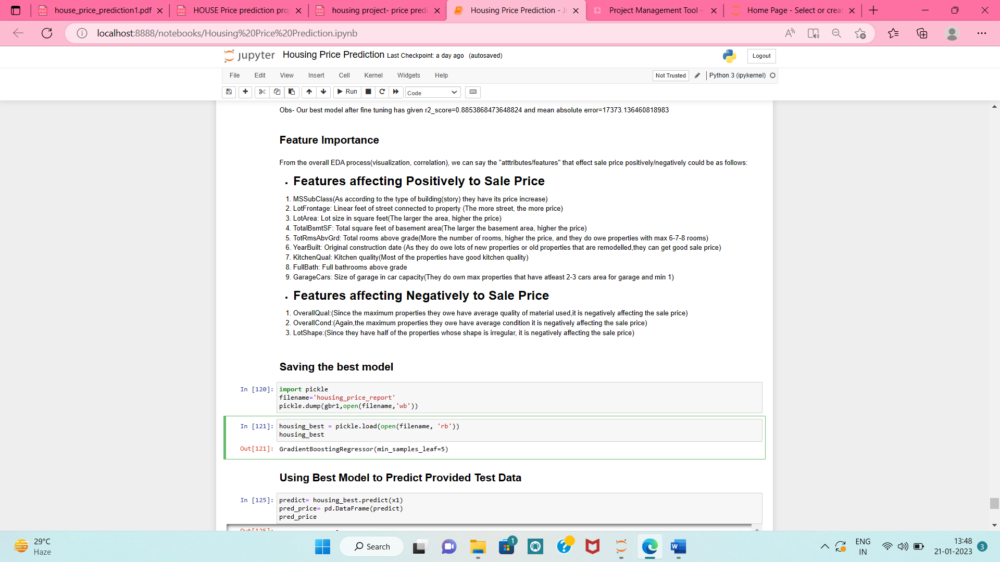 house_price_prediction1.pdf
HOUSE Price prediction pro
housing project- price predi
Housing Price Prediction - J
Project Management Tool -
Home Page - Select or crea
localhost:8888/notebooks/Housing%20Price%20Prediction.ipynb
jupyter Housing Price Prediction Last Checkpoint: a day ago (autosaved)
Logout
File Edit View Insert Cell Kernel Widgets Help
Not Trusted
Python 3 (ipykernel)
Run
Code
Obs- Our best model after fine tuning has given r2_score=0.8853868473648824 and mean absolute error=17373.136460818983
Feature Importance
From the overall EDA process(visualization, correlation), we can say the "atttributes/features" that effect sale price positively/negatively could be as follows:
• Features affecting Positively to Sale Price
1. MSSubClass(As according to the type of building(story) they have its price increase)
2. LotFrontage: Linear feet of street connected to property (The more street, the more price)
3. LotArea: Lot size in square feet(The larger the area, higher the price)
4. TotalBsmtSF: Total square feet of basement area(The larger the basement area, higher the price)
5. TotRmsAbvGrd: Total rooms above grade(More the number of rooms, higher the price, and they do owe properties with max 6-7-8 rooms)
6. YearBuilt: Original construction date (As they do owe lots of new properties or old properties that are remodelled,they can get good sale price)
7. KitchenQual: Kitchen quality(Most of the properties have good kitchen quality)
8. FullBath: Full bathrooms above grade
9. GarageCars: Size of garage in car capacity(They do own max properties that have atleast 2-3 cars area for garage and min 1)
• Features affecting Negatively to Sale Price
1. OverallQual:(Since the maximum properties they owe have average quality of material used,it is negatively affecting the sale price)
2. OverallCond:(Again,the maximum properties they owe have average condition it is negatively affecting the sale price)
3. LotShape:(Since they have half of the properties whose shape is irregular, it is negatively affecting the sale price)
Saving the best model
In [120]: import pickle
filename='housing_price_report'
pickle.dump(gbr1,open(filename,'wb'))
In [121]: housing_best = pickle.load(open(filename, 'rb'))
housing_best
Out[121]: GradientBoostingRegressor(min_samples_leaf=5)
Using Best Model to Predict Provided Test Data
In [125]: predict= housing_best.predict(x1)
pred_price= pd.DataFrame(predict)
pred_price
Out[125]:
29°C
Haze
Search
1
ENG
IN
13:48
21-01-2023
3